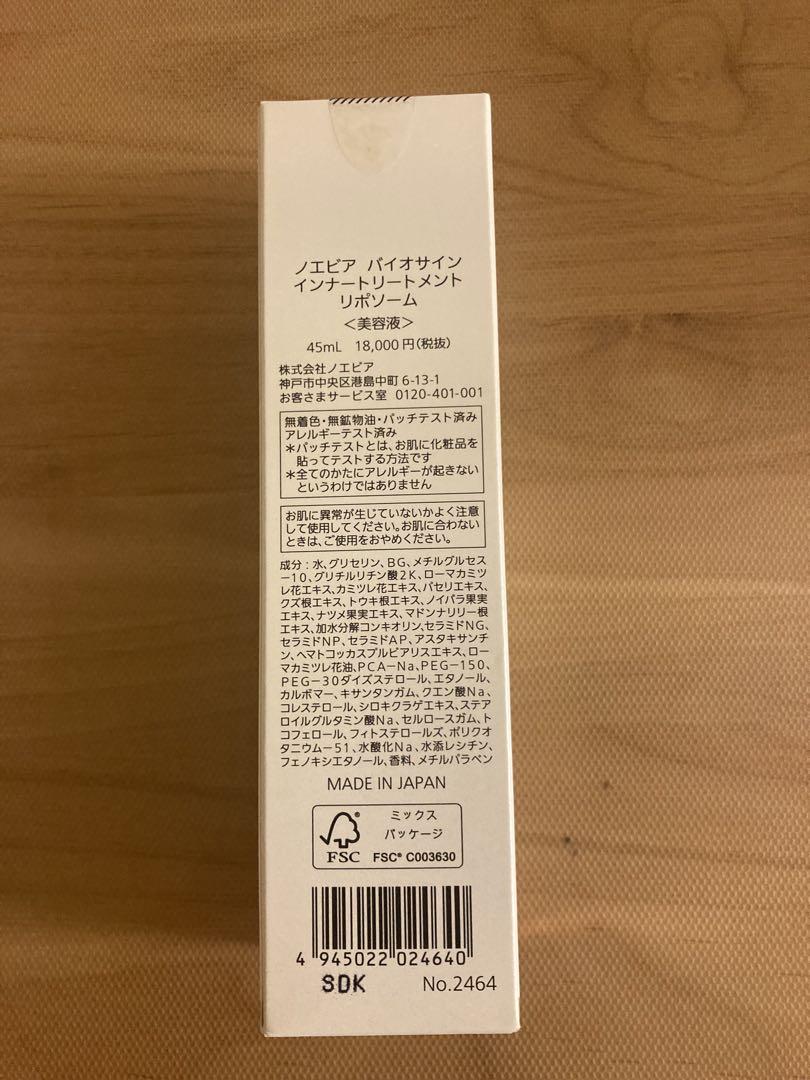 ノエビア バイオサイン
インナートリートメント
リポソーム
＜美容液＞
45mL 18,000円（税抜）
株式会社ノエビア
神戸市中央区港島中町6-13-1
お客さまサービス室 0120-401-001
無着色・無鉱物油・パッチテスト済み
アレルギーテスト済み
＊パッチテストとは、お肌に化粧品を
貼ってテストする方法です
＊全てのかたにアレルギーが起きない
というわけではありません
お肌に異常が生じていないかよく注意
して使用してください。お肌に合わない
ときは、ご使用をおやめください。
成分：水、グリセリン、BG、メチルグルセス
－10、グリチルリチン酸2K、ローマカミツ
レ花エキス、カミツレ花エキス、パセリエキス、
クズ根エキス、トウキ根エキス、ノイバラ果実
エキス、ナツメ果実エキス、マドンナリリー根
エキス、加水分解コンキオリン、セラミドNG、
セラミドNP、セラミドAP、アスタキサンチ
ン、ヘマトコッカスプルビアリスエキス、ロー
マカミツレ花油、PCA－Na、PEG－150、
PEG－30ダイズステロール、エタノール、
カルボマー、キサンタンガム、クエン酸Na、
コレステロール、シロキクラゲエキス、ステア
ロイルグルタミン酸Na、セルロースガム、ト
コフェロール、フィトステロールズ、ポリクオ
タニウム－51、水酸化Na、水添レシチン、
フェノキシエタノール、香料、メチルパラベン
MADE IN JAPAN
ミックス
パッケージ
FSC FSC® C003630
4 945022 024640
SDK No.2464